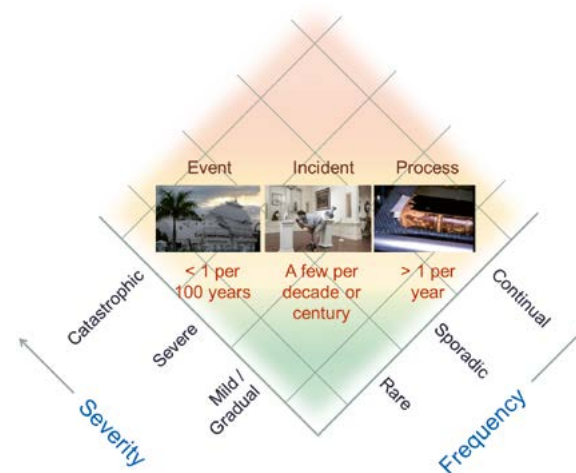 Event
Incident
Process
< 1 per
100 years
A few per
decade or
century
> 1 per
year
Catastrophic
Severe
Mild /
Gradual
Severity
Rare
Sporadic
Continual
Frequency